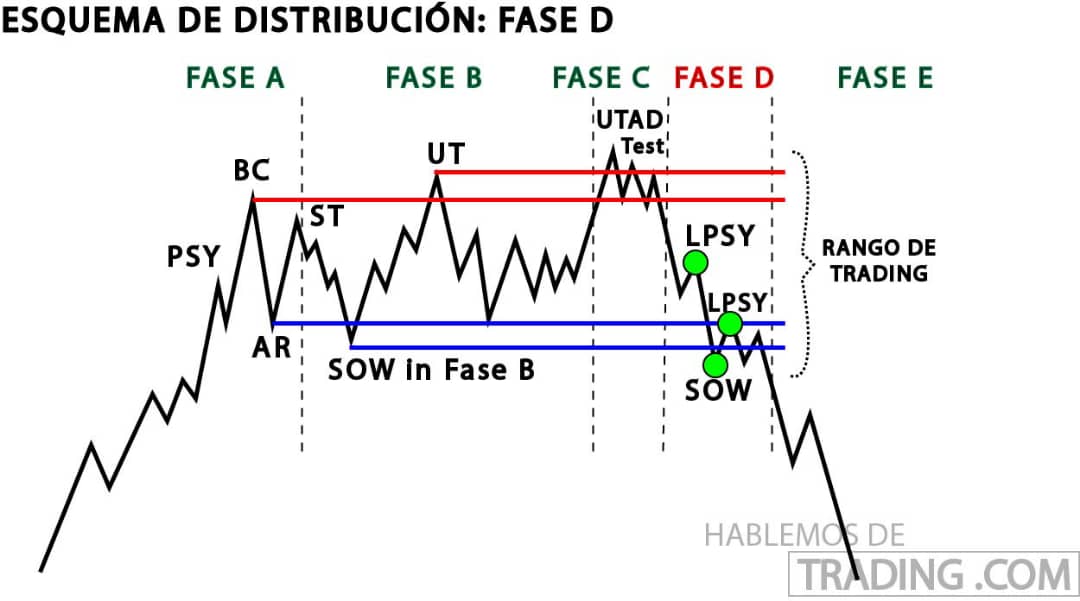 ESQUEMA DE DISTRIBUCIÓN: FASE D
FASE A
FASE B
FASE C
FASE D
FASE E
UTAD
Test
UT
BC
ST
PSY
LPSY
RANGO DE
TRADING
LPSY
AR
SOW in Fase B
SOW
HABLEMOS DE
TRADING .COM